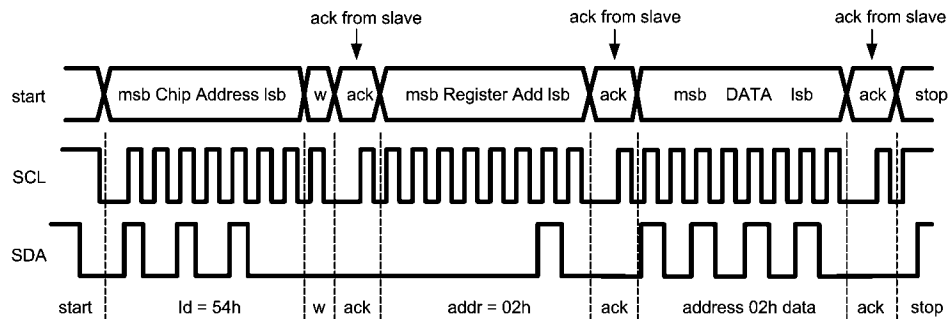 ack from slave ack from slave ack from slave
start msb Chip Address lsb w ack msb Register Add lsb ack msb DATA lsb ack stop
SCL
SDA
start Id = 54h w ack addr = 02h ack address 02h data ack stop